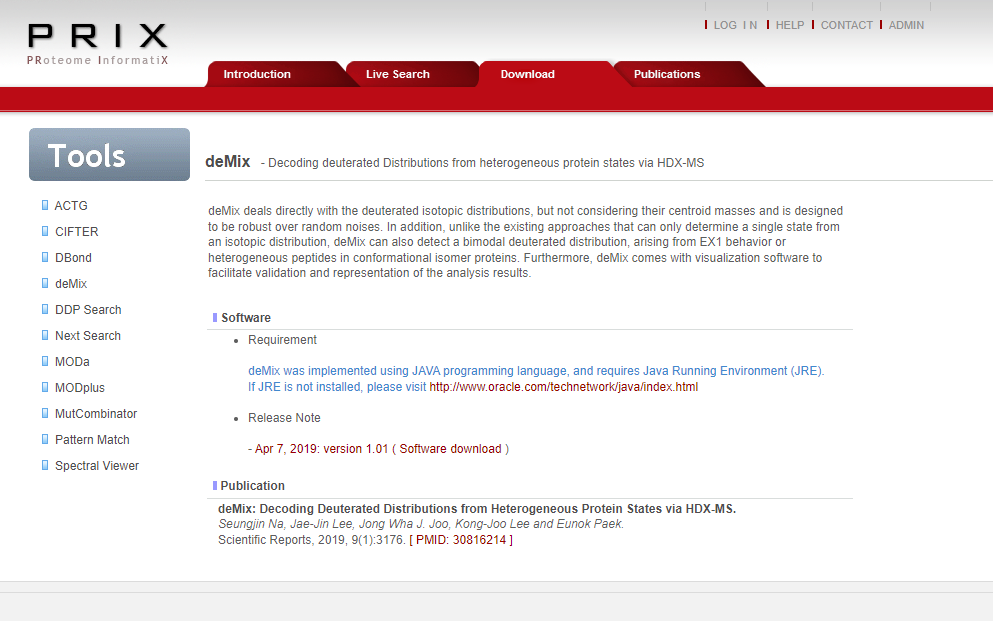 PRIX
PRoteome InformatiX
LOG IN
HELP
CONTACT
ADMIN
Introduction
Live Search
Download
Publications
Tools
ACTG
CIFTER
DBond
deMix
DDP Search
Next Search
MODa
MODplus
MutCombinator
Pattern Match
Spectral Viewer
deMix - Decoding deuterated Distributions from heterogeneous protein states via HDX-MS
deMix deals directly with the deuterated isotopic distributions, but not considering their centroid masses and is designed
to be robust over random noises. In addition, unlike the existing approaches that can only determine a single state from
an isotopic distribution, deMix can also detect a bimodal deuterated distribution, arising from EX1 behavior or
heterogeneous peptides in conformational isomer proteins. Furthermore, deMix comes with visualization software to
facilitate validation and representation of the analysis results.
Software
• Requirement
deMix was implemented using JAVA programming language, and requires Java Running Environment (JRE).
If JRE is not installed, please visit http://www.oracle.com/technetwork/java/index.html
• Release Note
- Apr 7, 2019: version 1.01 ( Software download )
Publication
deMix: Decoding Deuterated Distributions from Heterogeneous Protein States via HDX-MS.
Seungjin Na, Jae-Jin Lee, Jong Wha J. Joo, Kong-Joo Lee and Eunok Paek.
Scientific Reports, 2019, 9(1):3176. [ PMID: 30816214 ]